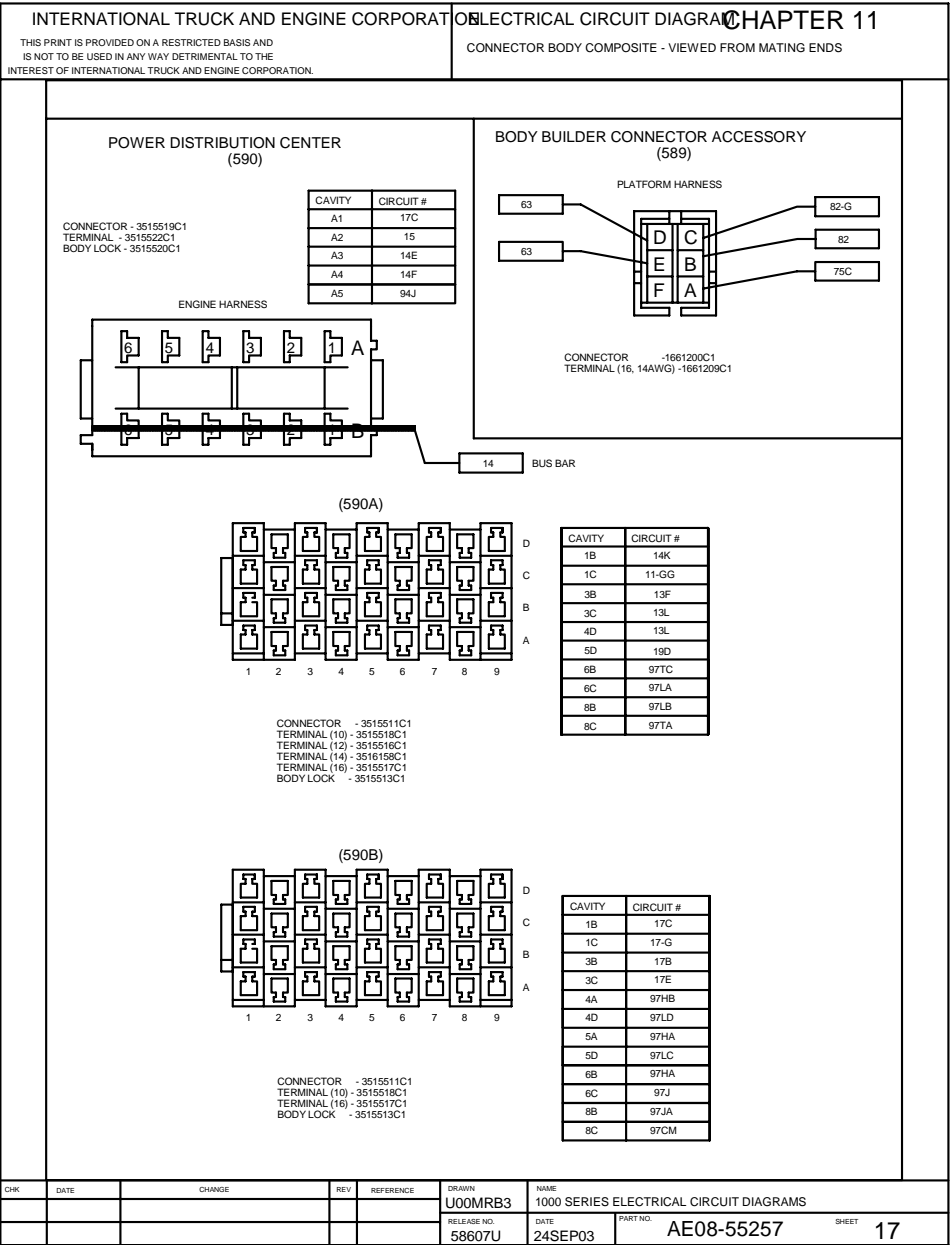 INTERNATIONAL TRUCK AND ENGINE CORPORATION
THIS PRINT IS PROVIDED ON A RESTRICTED BASIS AND
IS NOT TO BE USED IN ANY WAY DETRIMENTAL TO THE
INTEREST OF INTERNATIONAL TRUCK AND ENGINE CORPORATION.
ELECTRICAL CIRCUIT DIAGRAM
CHAPTER 11
CONNECTOR BODY COMPOSITE - VIEWED FROM MATING ENDS
POWER DISTRIBUTION CENTER
(590)
CONNECTOR - 3515519C1
TERMINAL - 3515522C1
BODY LOCK - 3515520C1
CAVITY CIRCUIT #
A1 17C
A2 15
A3 14E
A4 14F
A5 94J
ENGINE HARNESS
6 5 4 3 2 1 A
6 5 4 3 2 1 B
14 BUS BAR
BODY BUILDER CONNECTOR ACCESSORY
(589)
PLATFORM HARNESS
63 82-G
D C
82
63
E B
75C
F A
CONNECTOR -1661200C1
TERMINAL (16, 14AWG) -1661209C1
(590A)
D
C
B
A
1 2 3 4 5 6 7 8 9
CONNECTOR - 3515511C1
TERMINAL (10) - 3515518C1
TERMINAL (12) - 3515516C1
TERMINAL (14) - 3516158C1
TERMINAL (16) - 3515517C1
BODY LOCK - 3515513C1
CAVITY CIRCUIT #
1B 14K
1C 11-GG
3B 13F
3C 13L
4D 13L
5D 19D
6B 97TC
6C 97LA
8B 97LB
8C 97TA
(590B)
D
C
B
A
1 2 3 4 5 6 7 8 9
CONNECTOR - 3515511C1
TERMINAL (10) - 3515518C1
TERMINAL (16) - 3515517C1
BODY LOCK - 3515513C1
CAVITY CIRCUIT #
1B 17C
1C 17-G
3B 17B
3C 17E
4A 97HB
4D 97LD
5A 97HA
5D 97LC
6B 97HA
6C 97J
8B 97JA
8C 97CM
CHK DATE CHANGE REV REFERENCE
DRAWN
U00MRB3
NAME
1000 SERIES ELECTRICAL CIRCUIT DIAGRAMS
RELEASE NO.
58607U
DATE
24SEP03
PART NO.
AE08-55257
SHEET 17